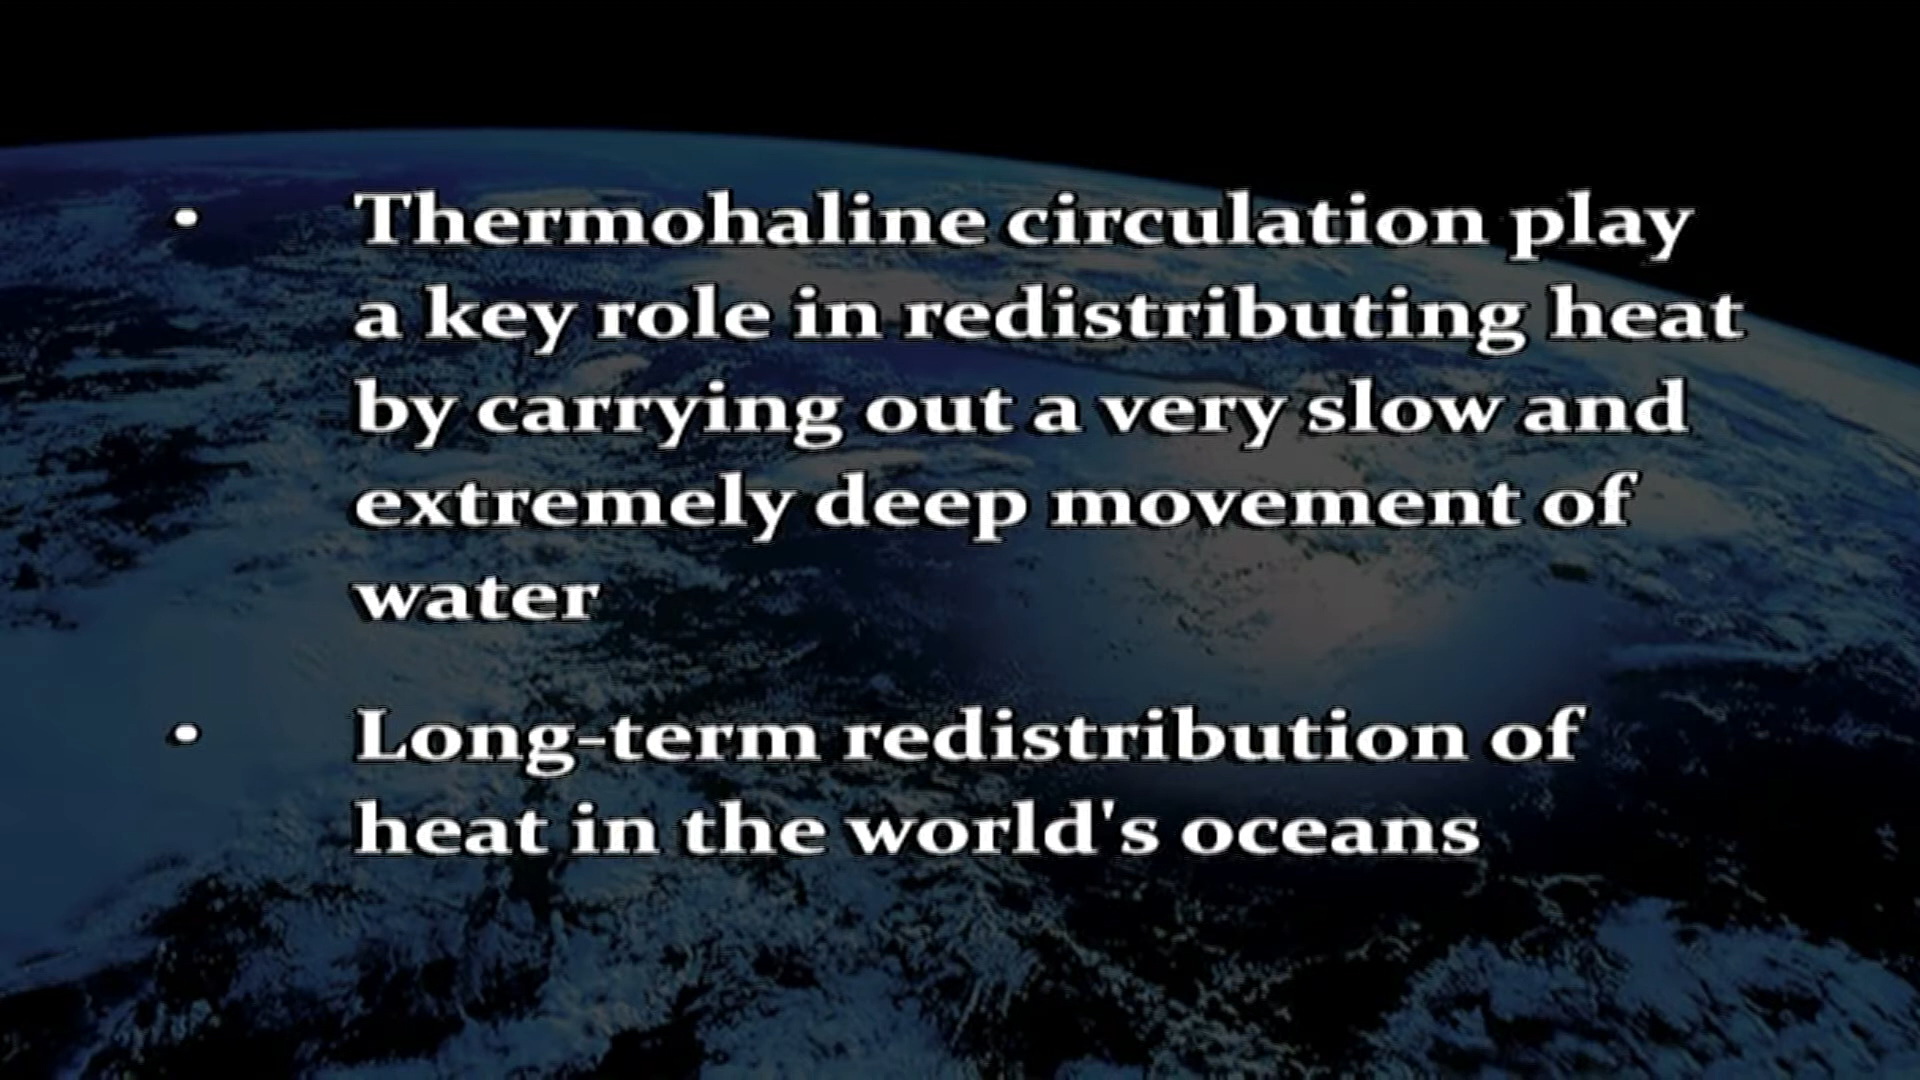 • Thermohaline circulation play
a key role in redistributing heat
by carrying out a very slow and
extremely deep movement of
water
• Long-term redistribution of
heat in the world's oceans